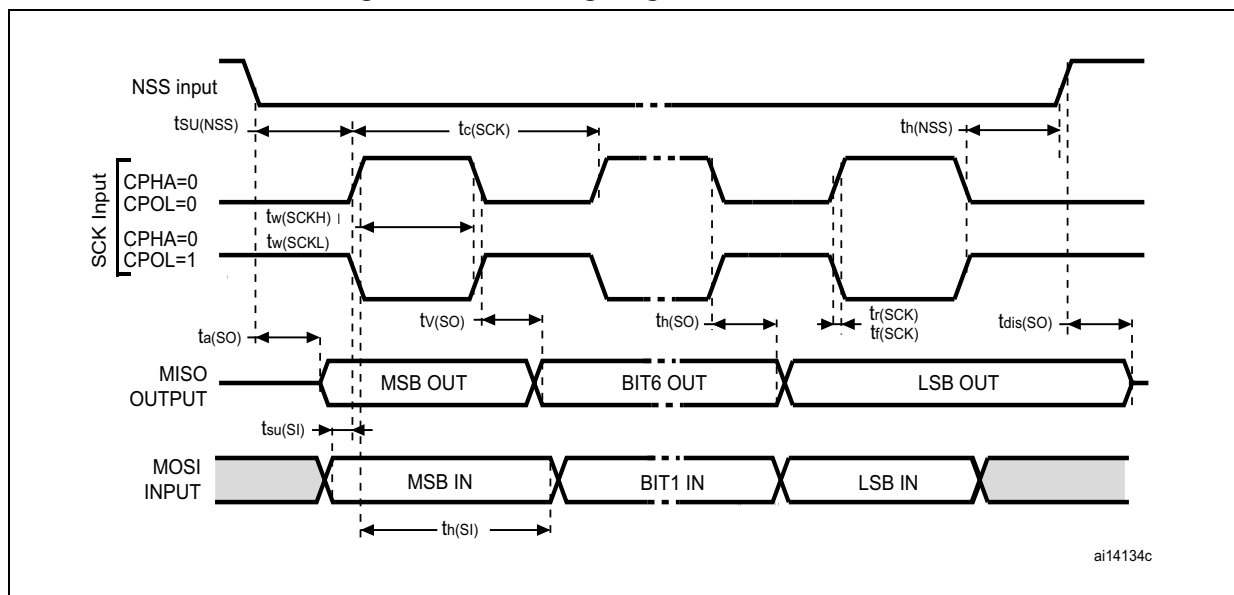 NSS input
tSU(NSS)
tc(SCK)
th(NSS)
SCK Input
CPHA=0
CPOL=0
tw(SCKH)
CPHA=0
CPOL=1
tw(SCKL)
ta(SO)
tV(SO)
th(SO)
tr(SCK)
tf(SCK)
tdis(SO)
MISO
OUTPUT
MSB OUT
BIT6 OUT
LSB OUT
tsu(SI)
MOSI
INPUT
MSB IN
BIT1 IN
LSB IN
th(SI)
ai14134c